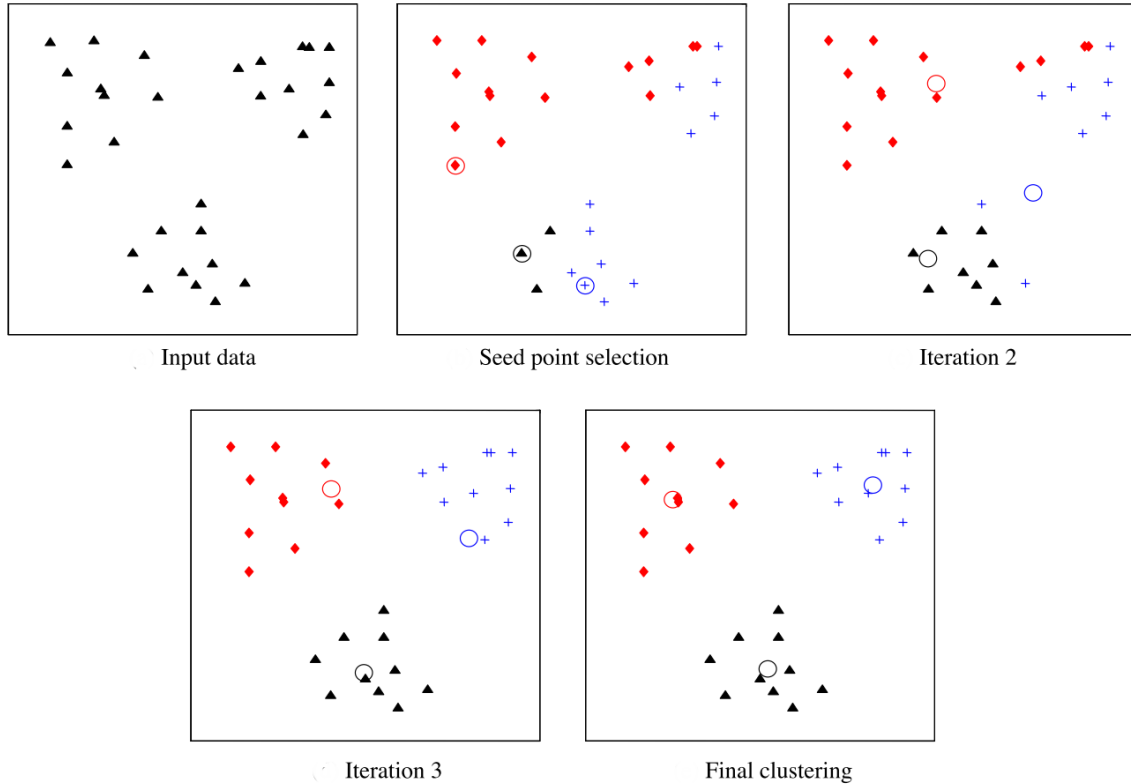 Input data
Seed point selection
Iteration 2
Iteration 3
Final clustering